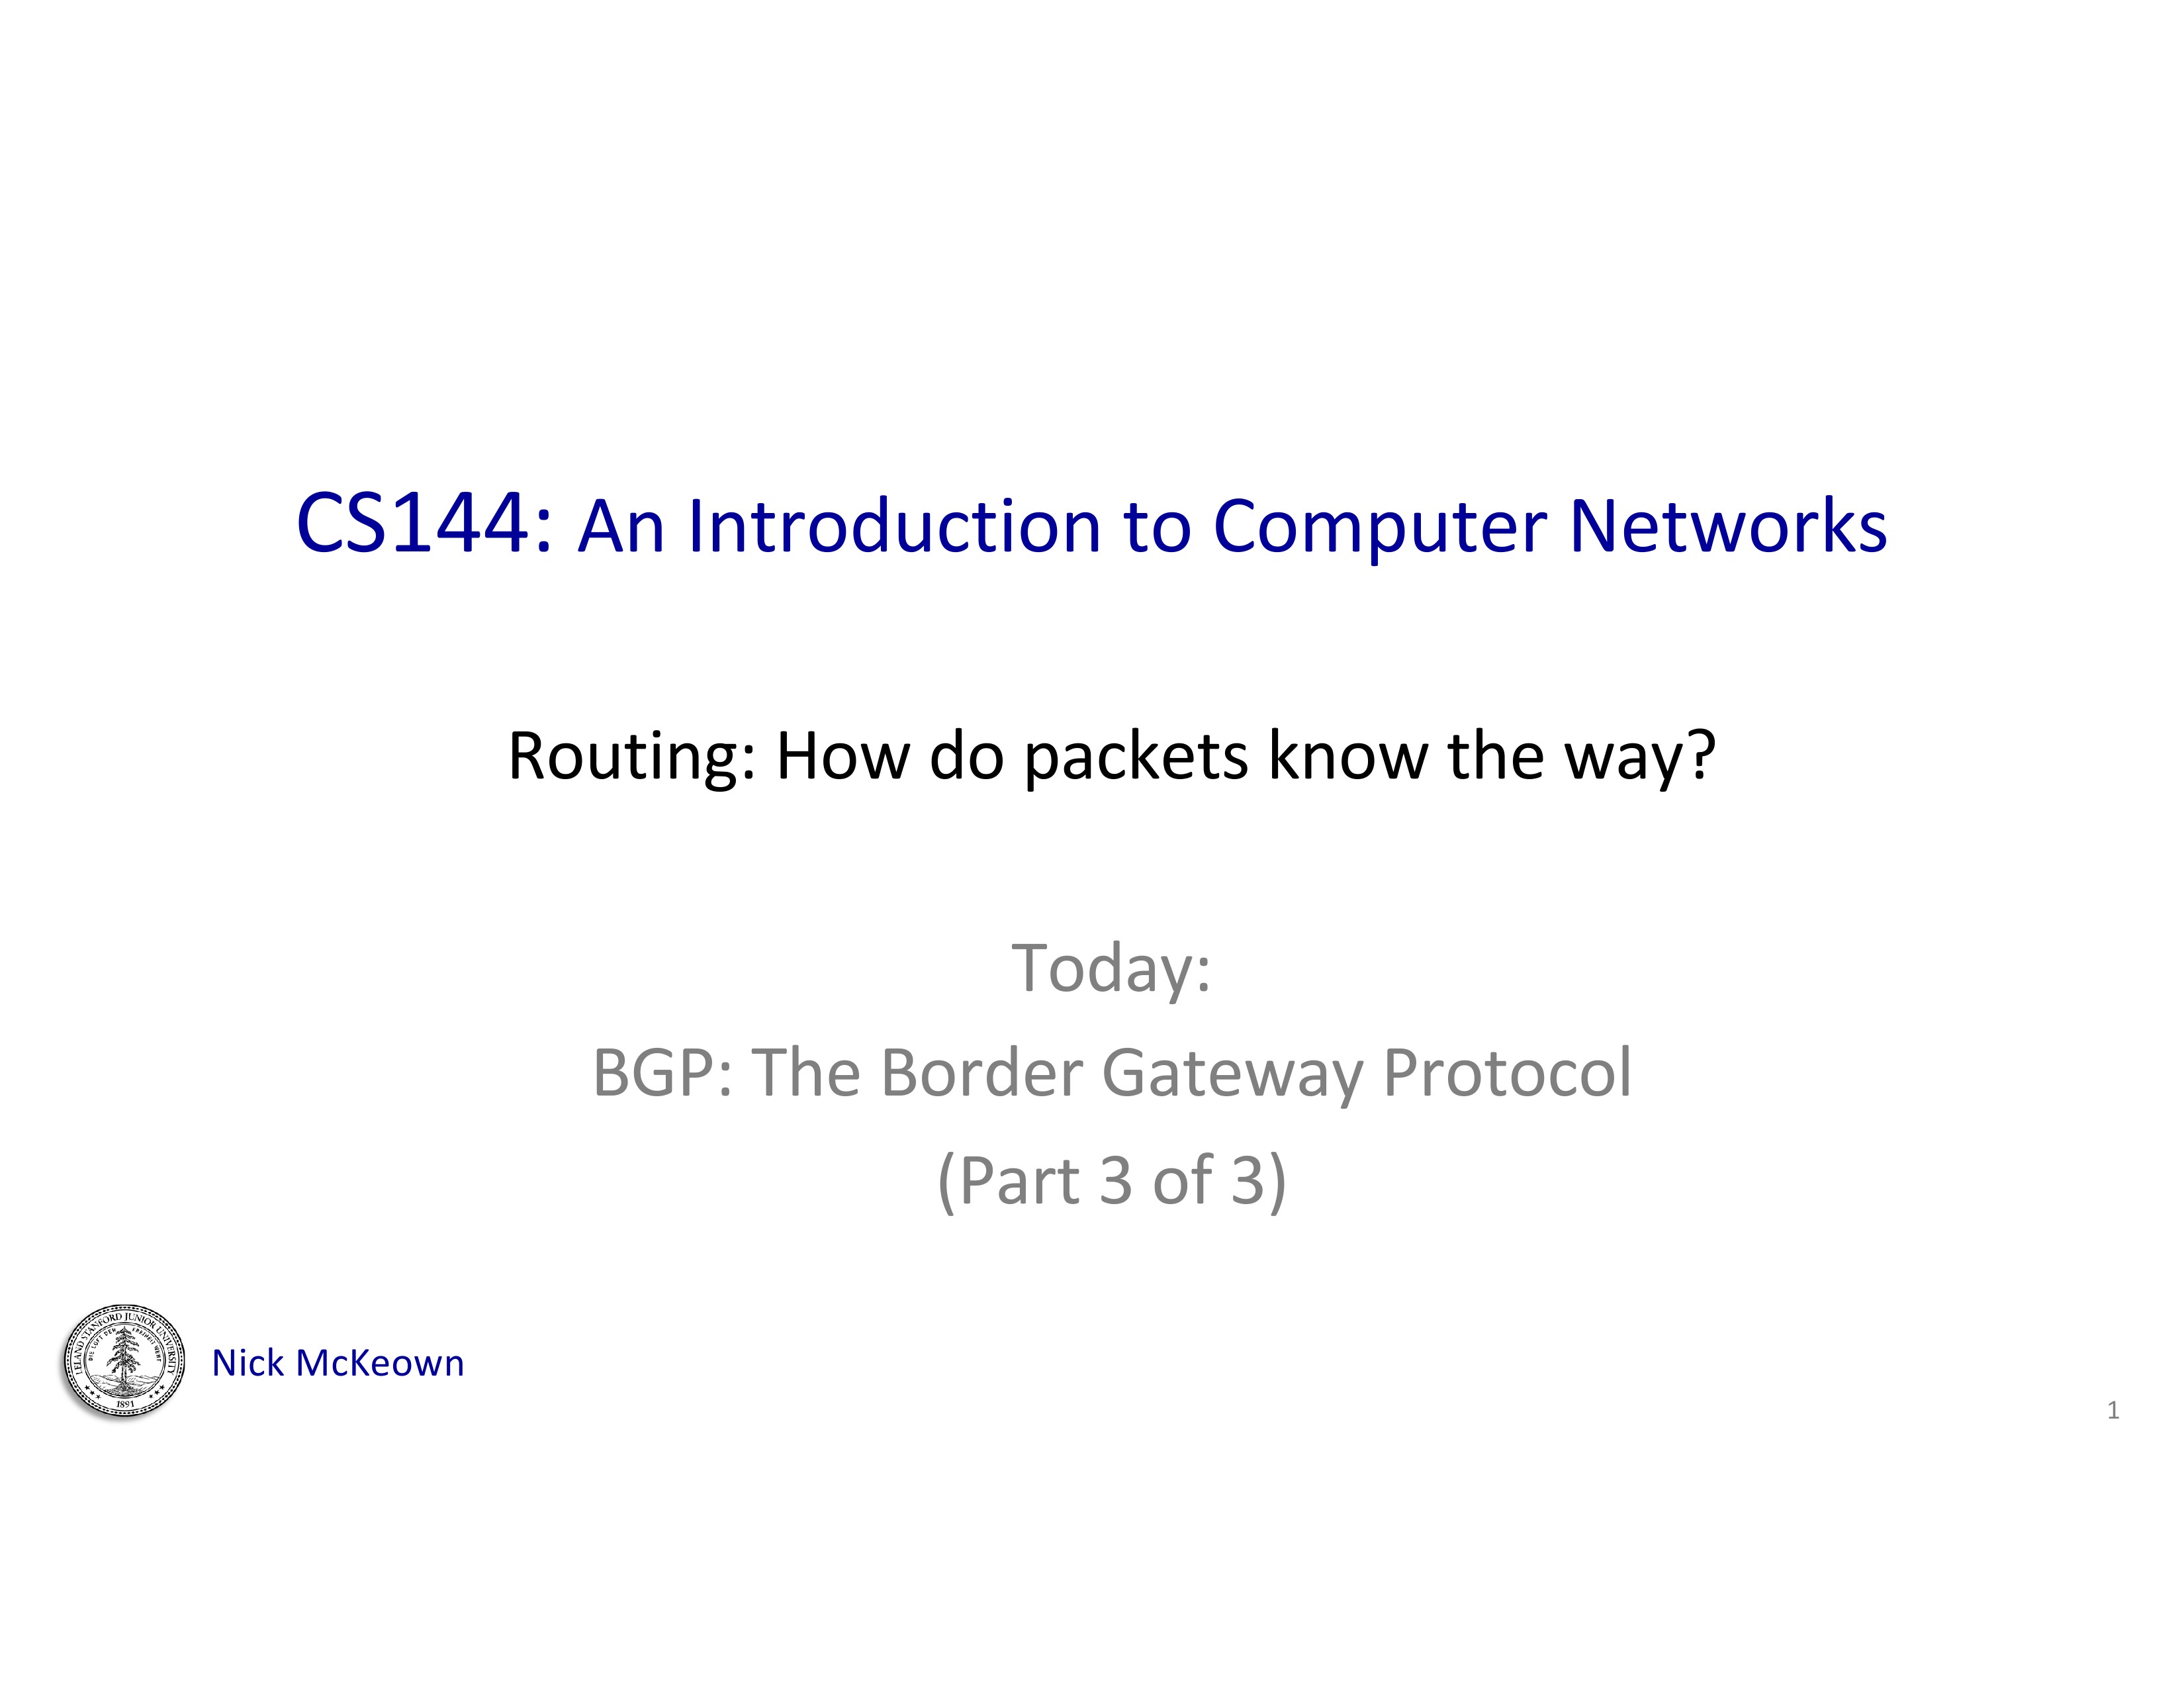 CS144: An Introduction to Computer Networks
Routing: How do packets know the way?
Today:
BGP: The Border Gateway Protocol
(Part 3 of 3)
LELAND STANFORD JUNIOR UNIVERSITY
DIE LUFT DER FREIHEIT WEHT
1891
Nick McKeown
1